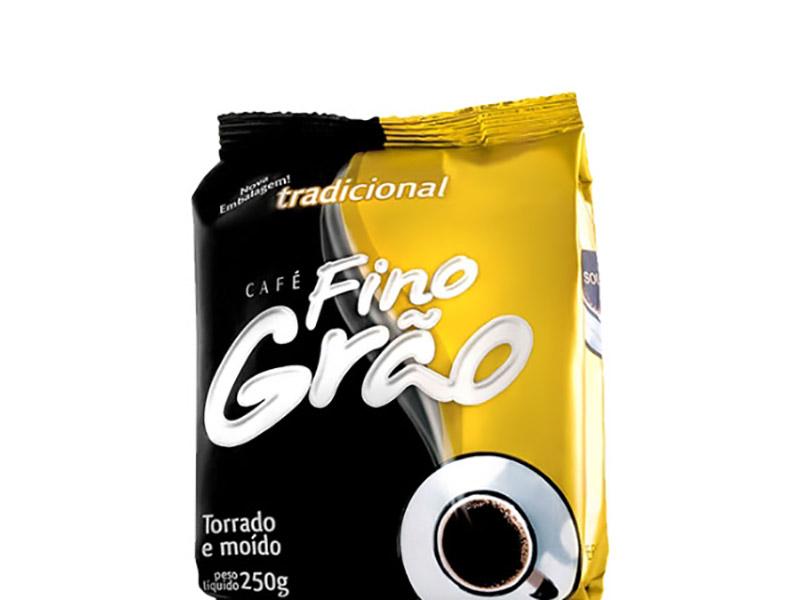 Nova
Embalagem!
tradicional
CAFÉ Fino
Grão
Torrado
e moído
peso
líquido 250g